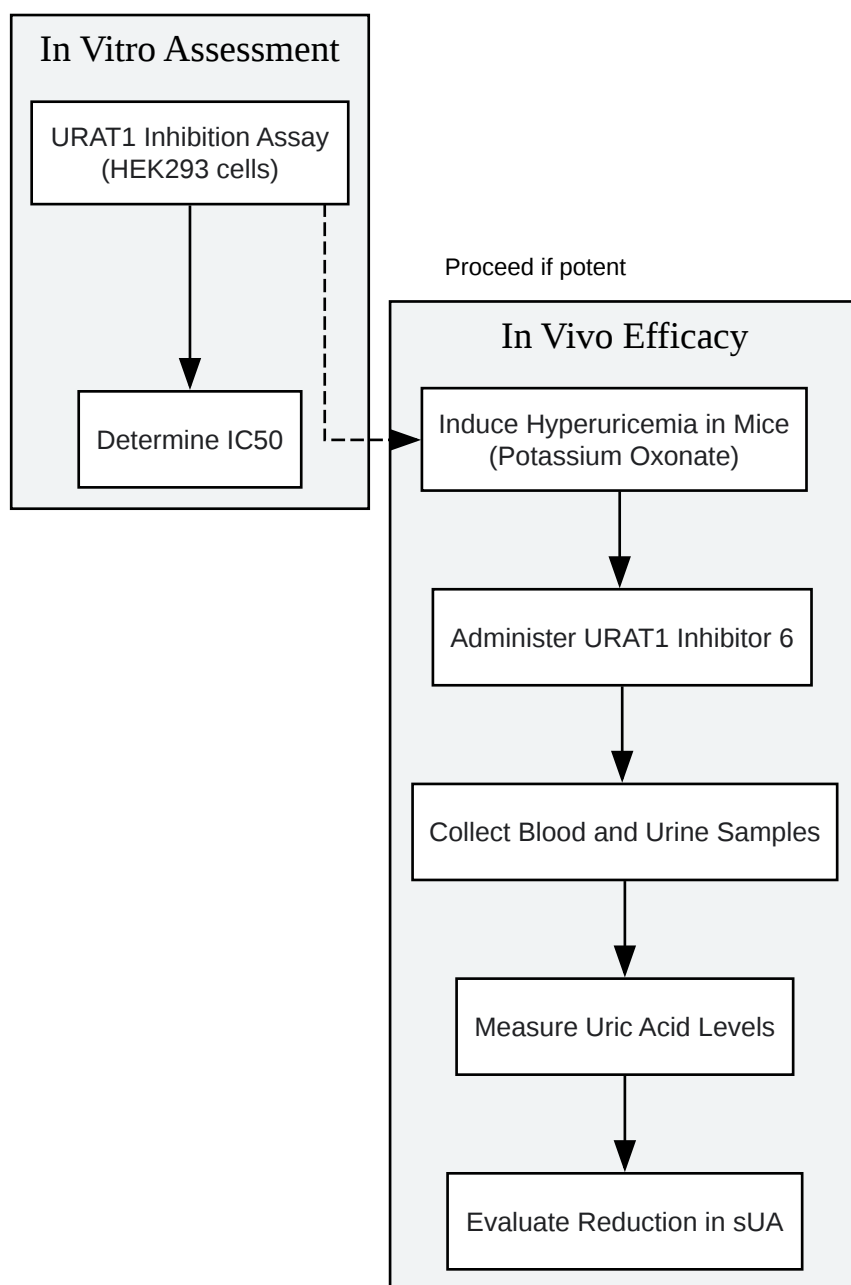 In Vitro Assessment
URAT1 Inhibition Assay
(HEK293 cells)
Determine IC50
Proceed if potent
In Vivo Efficacy
Induce Hyperuricemia in Mice
(Potassium Oxonate)
Administer URAT1 Inhibitor 6
Collect Blood and Urine Samples
Measure Uric Acid Levels
Evaluate Reduction in sUA